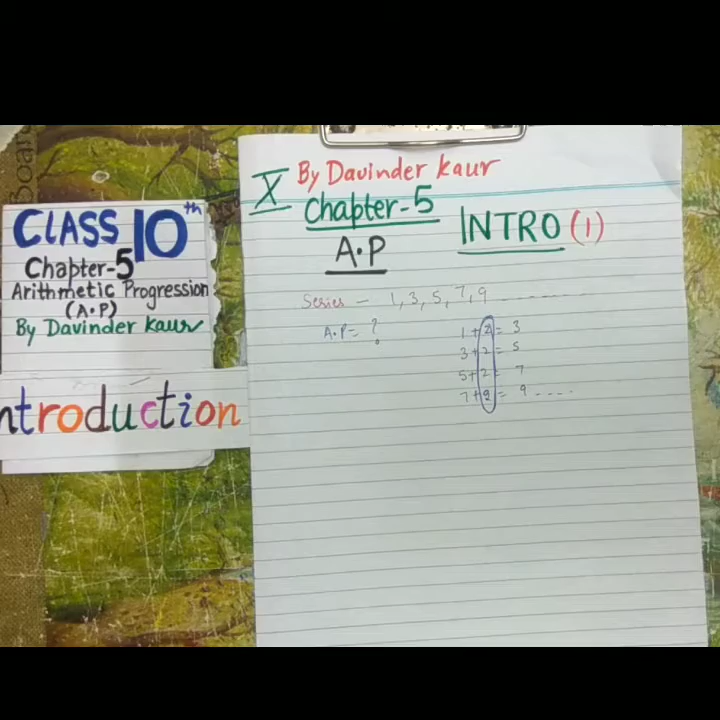 Board
CLASS 10th
Chapter-5
Arithmetic Progression
(A.P)
By Davinder Kaur
ntroduction
X By Davinder Kaur
Chapter-5
INTRO (1)
A.P
Series – 1, 3, 5, 7, 9 ........
A.P = ?
1 + 2 = 3
3 + 2 = 5
5 + 2 = 7
7 + 2 = 9 ....